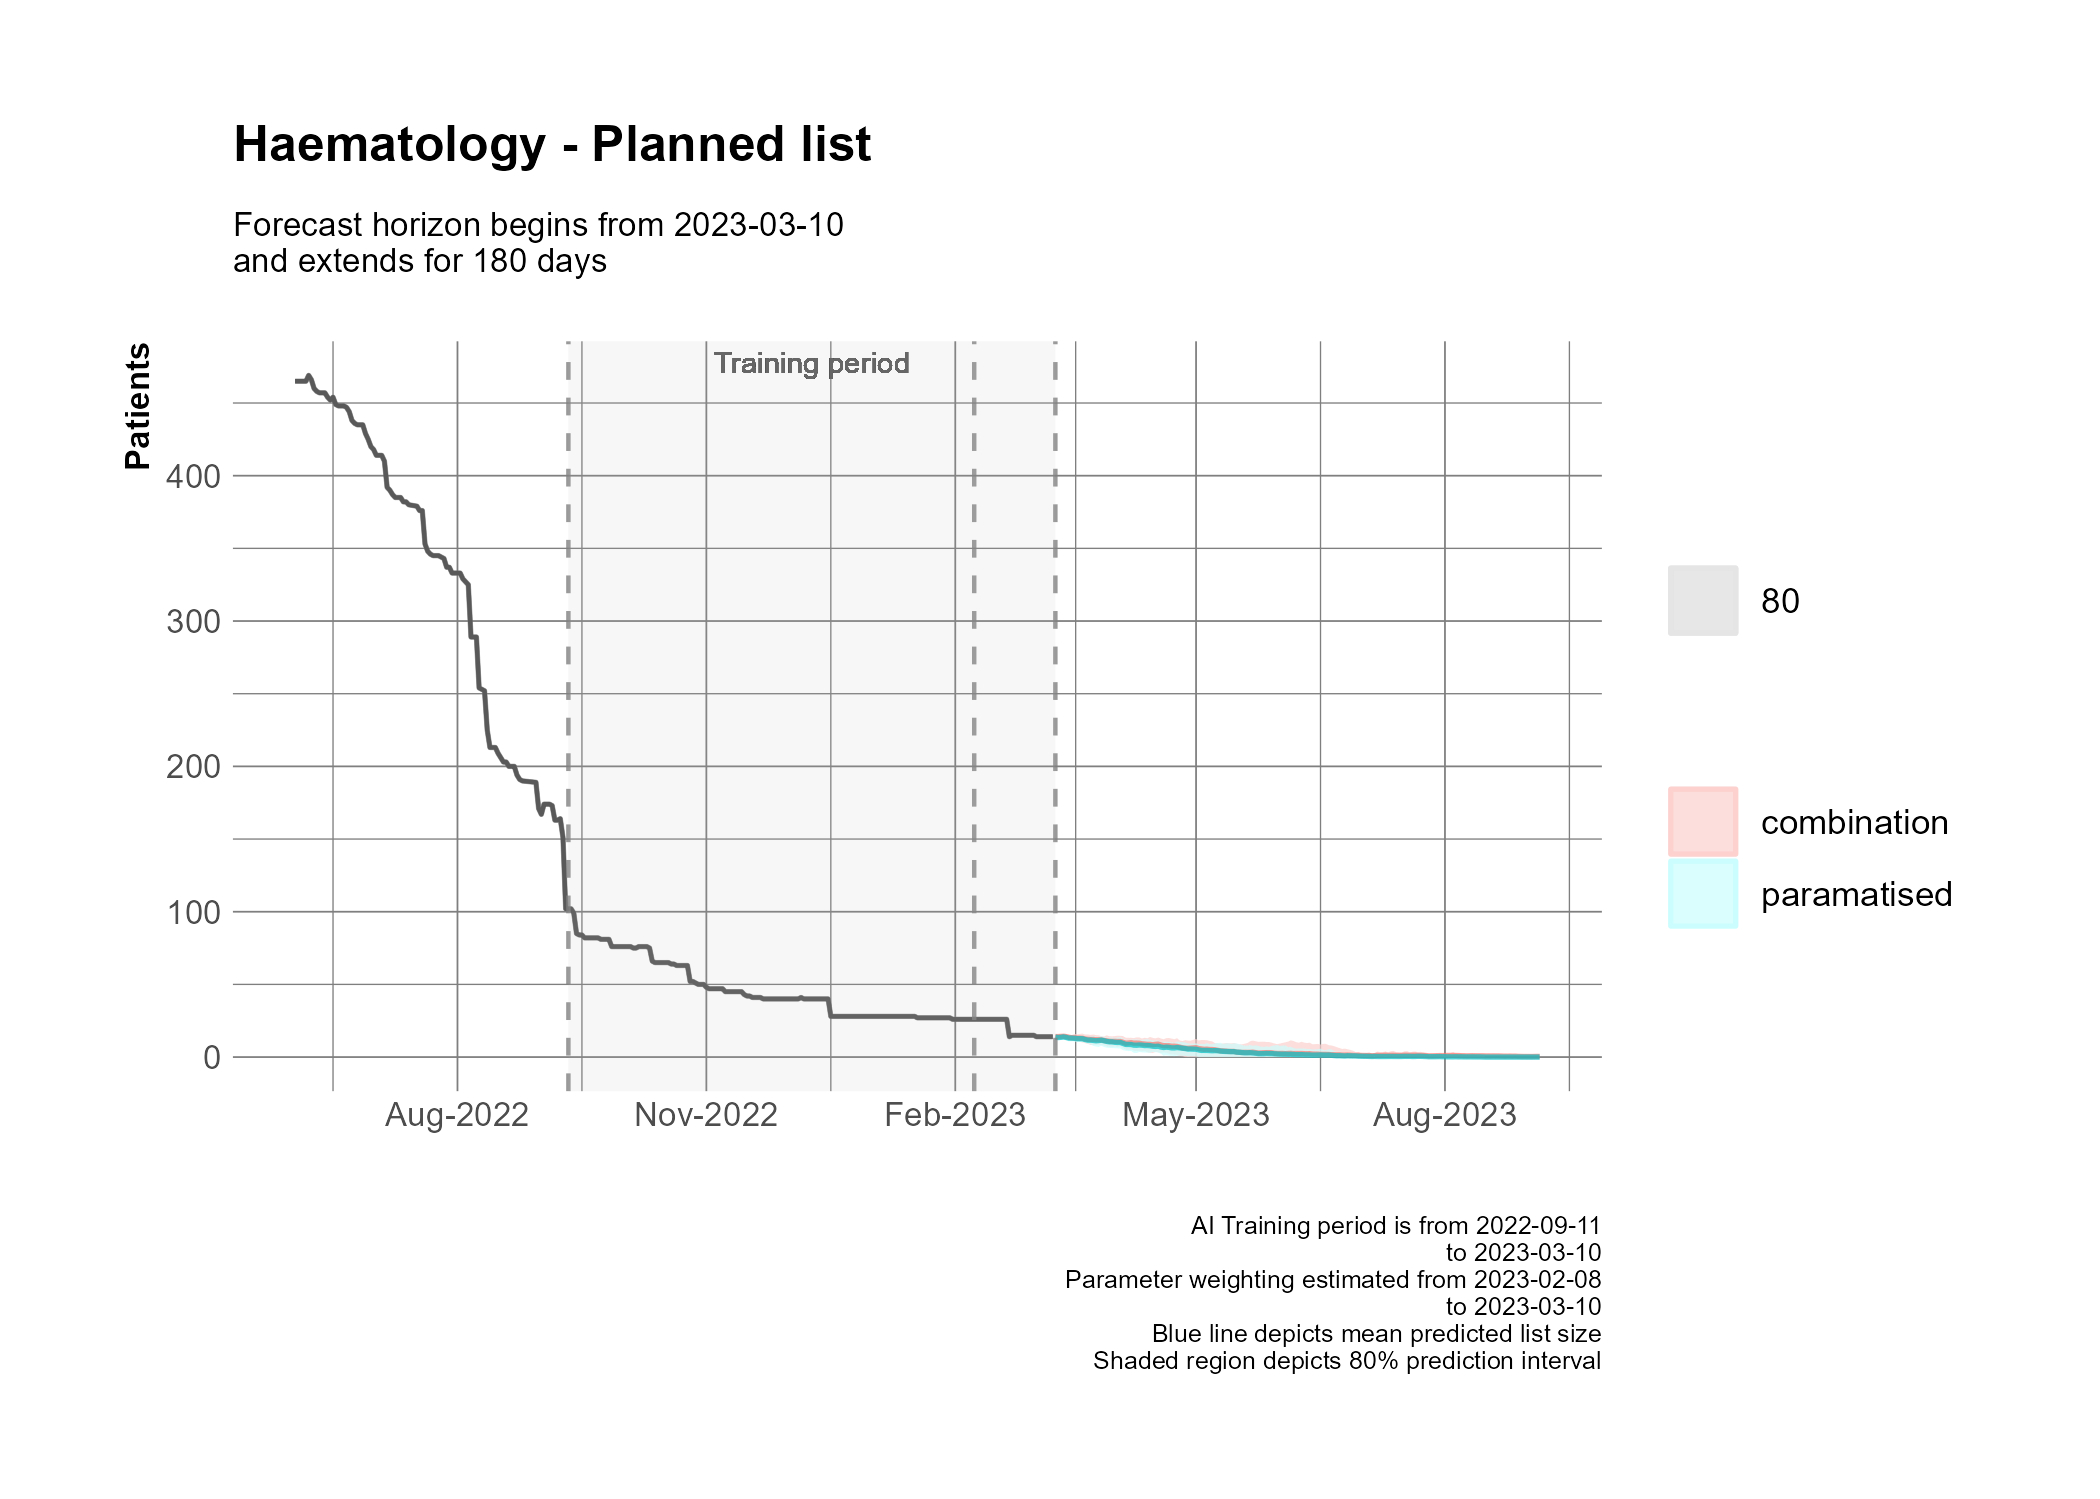 Haematology - Planned list
Forecast horizon begins from 2023-03-10
and extends for 180 days
Patients
Training period
400
300
200
100
0
Aug-2022
Nov-2022
Feb-2023
May-2023
Aug-2023
80
combination
paramatised
AI Training period is from 2022-09-11
to 2023-03-10
Parameter weighting estimated from 2023-02-08
to 2023-03-10
Blue line depicts mean predicted list size
Shaded region depicts 80% prediction interval